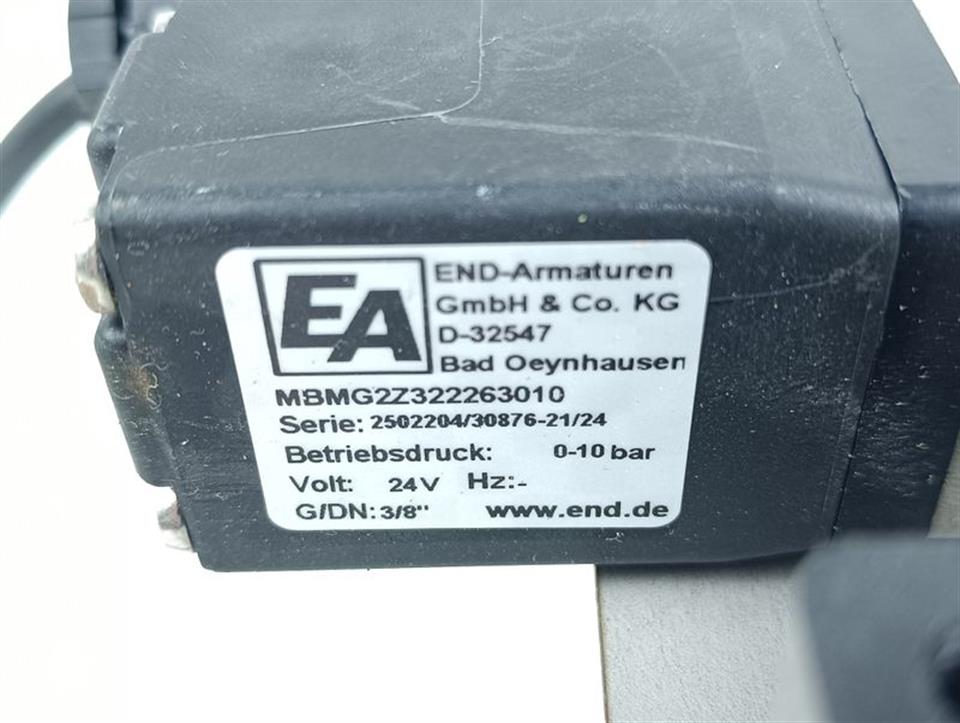 EA
END-Armaturen
GmbH & Co. KG
D-32547
Bad Oeynhausen
MBMG2Z322263010
Serie: 2502204/30876-21/24
Betriebsdruck: 0-10 bar
Volt: 24V Hz:-
G/DN: 3/8" www.end.de